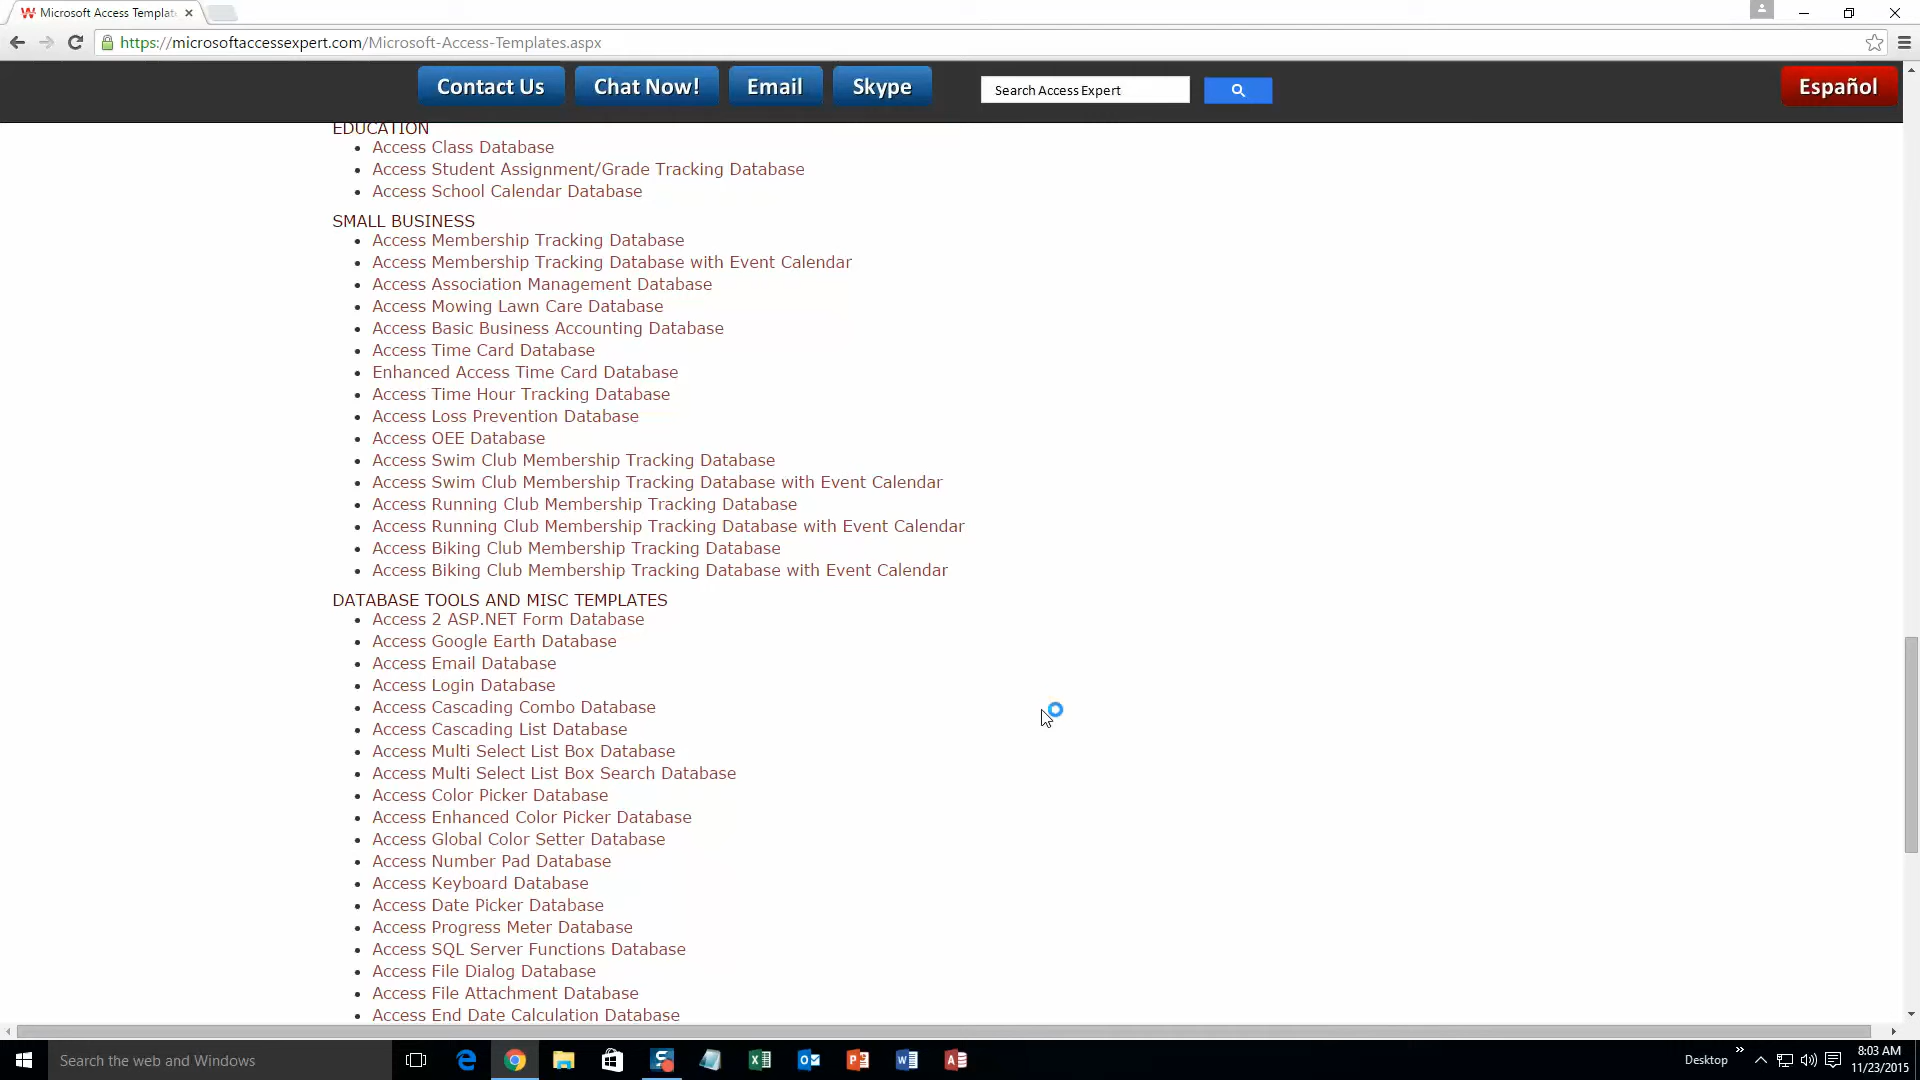 Microsoft Access Templat
https://microsoftaccessexpert.com/Microsoft-Access-Templates.aspx
Contact Us
Chat Now!
Email
Skype
Search Access Expert
Español
EDUCATION
Access Class Database
Access Student Assignment/Grade Tracking Database
Access School Calendar Database
SMALL BUSINESS
Access Membership Tracking Database
Access Membership Tracking Database with Event Calendar
Access Association Management Database
Access Mowing Lawn Care Database
Access Basic Business Accounting Database
Access Time Card Database
Enhanced Access Time Card Database
Access Time Hour Tracking Database
Access Loss Prevention Database
Access OEE Database
Access Swim Club Membership Tracking Database
Access Swim Club Membership Tracking Database with Event Calendar
Access Running Club Membership Tracking Database
Access Running Club Membership Tracking Database with Event Calendar
Access Biking Club Membership Tracking Database
Access Biking Club Membership Tracking Database with Event Calendar
DATABASE TOOLS AND MISC TEMPLATES
Access 2 ASP.NET Form Database
Access Google Earth Database
Access Email Database
Access Login Database
Access Cascading Combo Database
Access Cascading List Database
Access Multi Select List Box Database
Access Multi Select List Box Search Database
Access Color Picker Database
Access Enhanced Color Picker Database
Access Global Color Setter Database
Access Number Pad Database
Access Keyboard Database
Access Date Picker Database
Access Progress Meter Database
Access SQL Server Functions Database
Access File Dialog Database
Access File Attachment Database
Access End Date Calculation Database
Search the web and Windows
Desktop
8:03 AM
11/23/2015